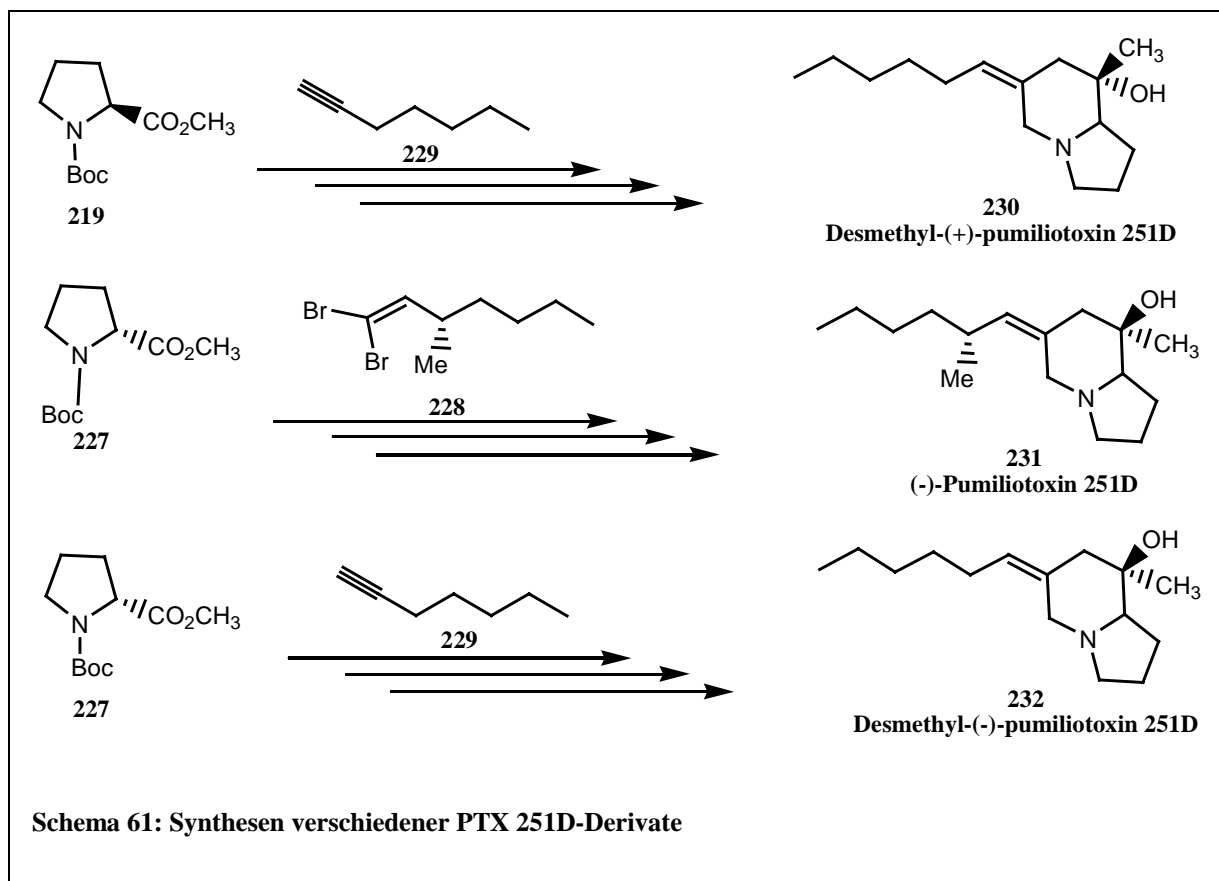 N
Boc
CO2CH3
219
229
CH3
OH
N
230
Desmethyl-(+)-pumiliotoxin 251D
N
Boc
CO2CH3
227
Br
Br
Me
228
Me
OH
CH3
N
231
(-)-Pumiliotoxin 251D
N
Boc
CO2CH3
227
229
OH
CH3
N
232
Desmethyl-(-)-pumiliotoxin 251D
Schema 61: Synthesen verschiedener PTX 251D-Derivate